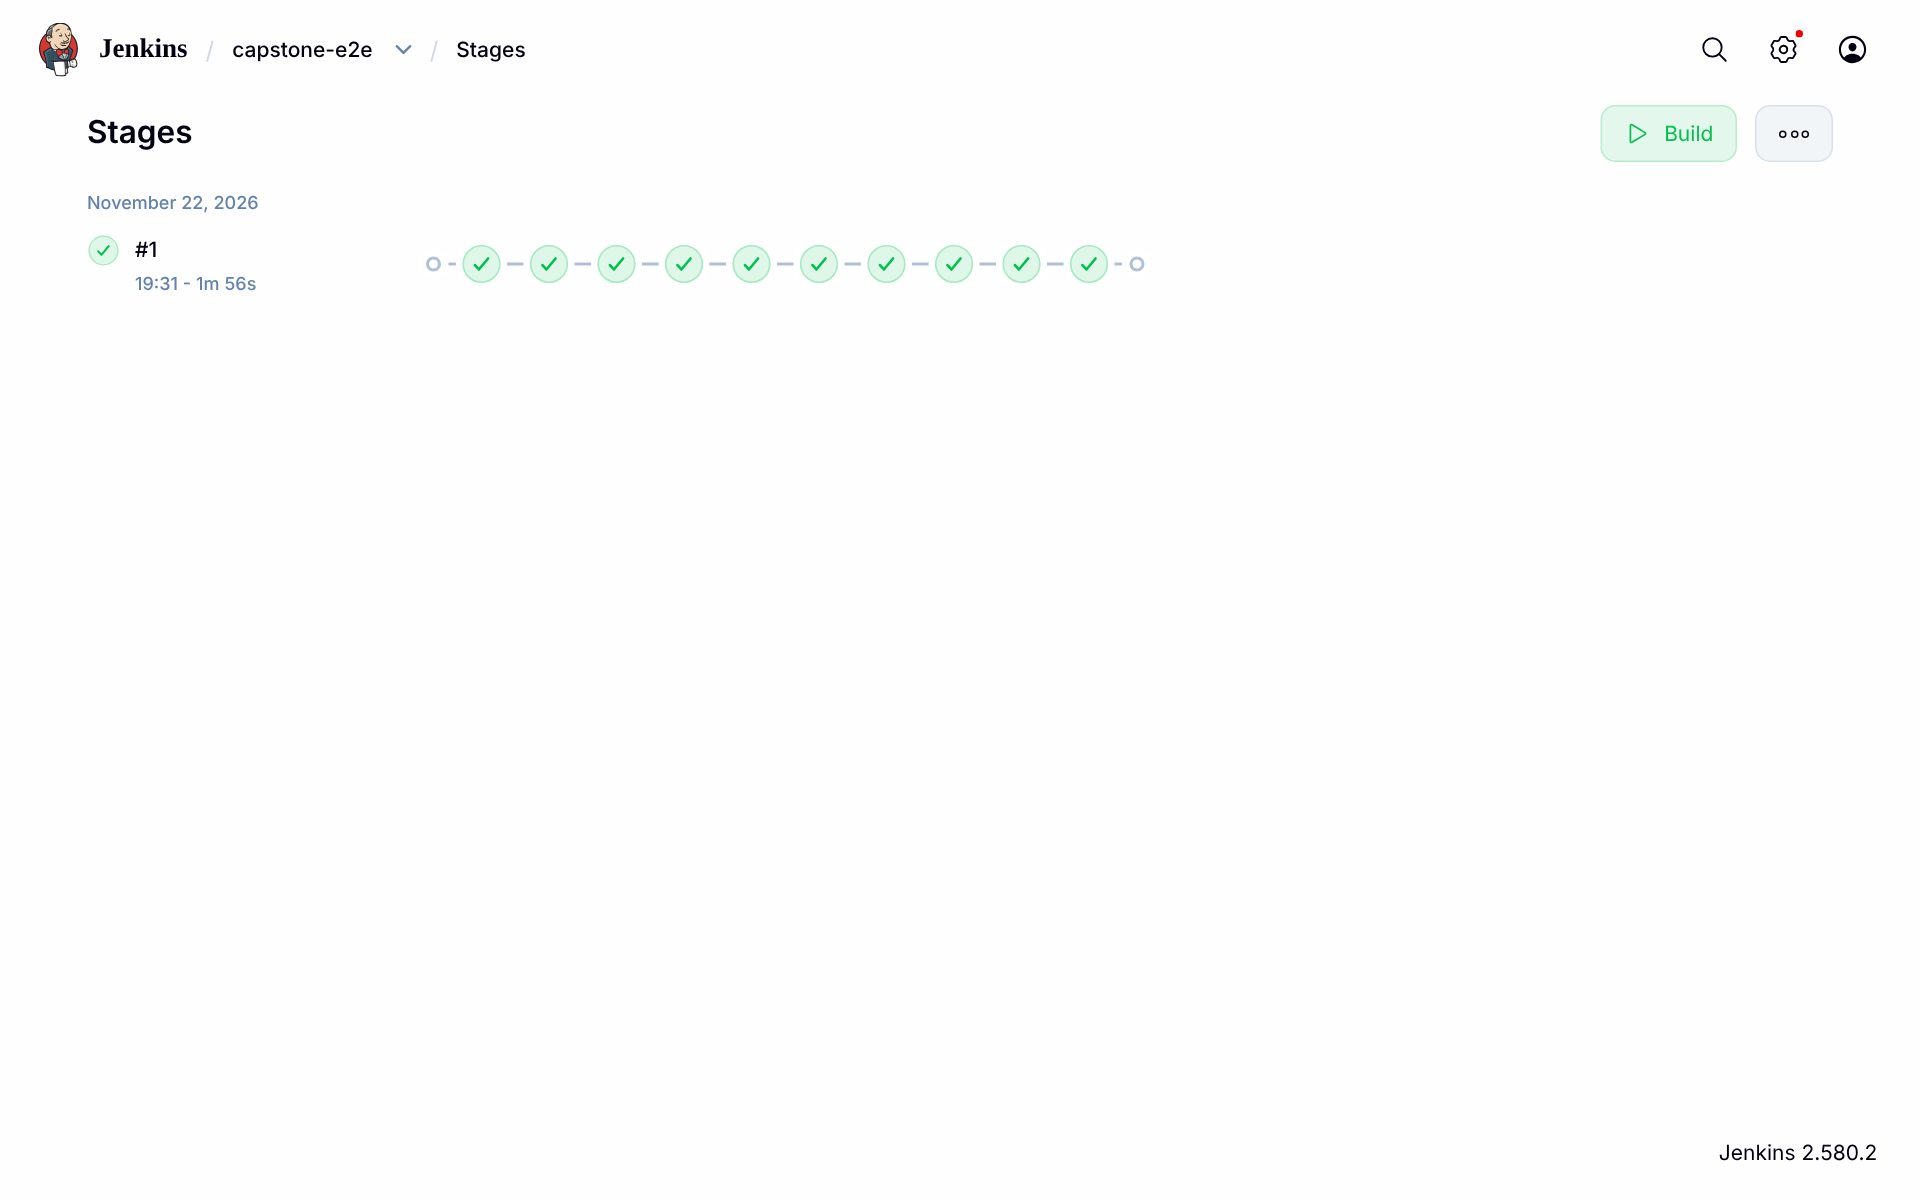 Jenkins / capstone-e2e / Stages
Stages
Build
November 22, 2026
#1
19:31 - 1m 56s
Jenkins 2.580.2